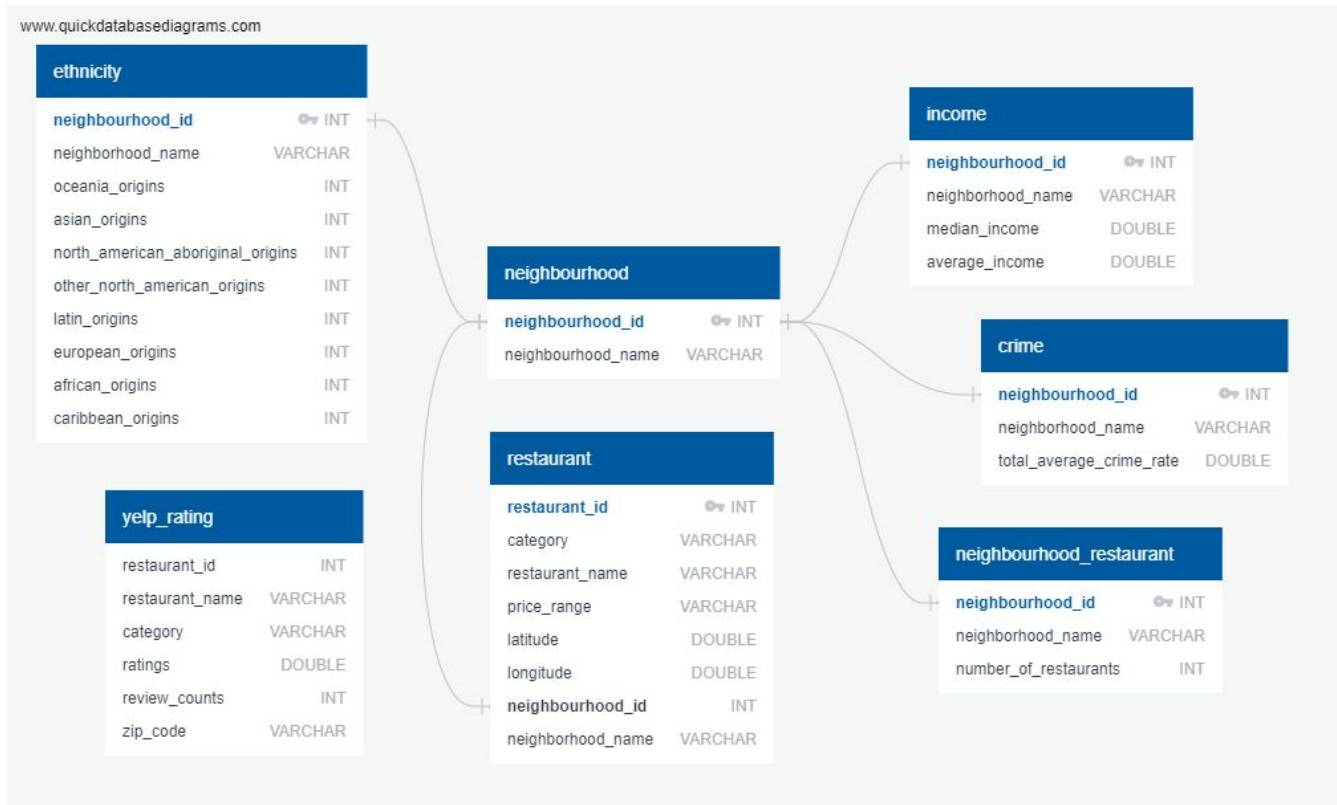 www.quickdatabasediagrams.com
ethnicity
neighbourhood_id INT
neighborhood_name VARCHAR
oceania_origins INT
asian_origins INT
north_american_aboriginal_origins INT
other_north_american_origins INT
latin_origins INT
european_origins INT
african_origins INT
caribbean_origins INT
yelp_rating
restaurant_id INT
restaurant_name VARCHAR
category VARCHAR
ratings DOUBLE
review_counts INT
zip_code VARCHAR
neighbourhood
neighbourhood_id INT
neighbourhood_name VARCHAR
restaurant
restaurant_id INT
category VARCHAR
restaurant_name VARCHAR
price_range VARCHAR
latitude DOUBLE
longitude DOUBLE
neighbourhood_id INT
neighborhood_name VARCHAR
income
neighbourhood_id INT
neighborhood_name VARCHAR
median_income DOUBLE
average_income DOUBLE
crime
neighbourhood_id INT
neighborhood_name VARCHAR
total_average_crime_rate DOUBLE
neighbourhood_restaurant
neighbourhood_id INT
neighborhood_name VARCHAR
number_of_restaurants INT